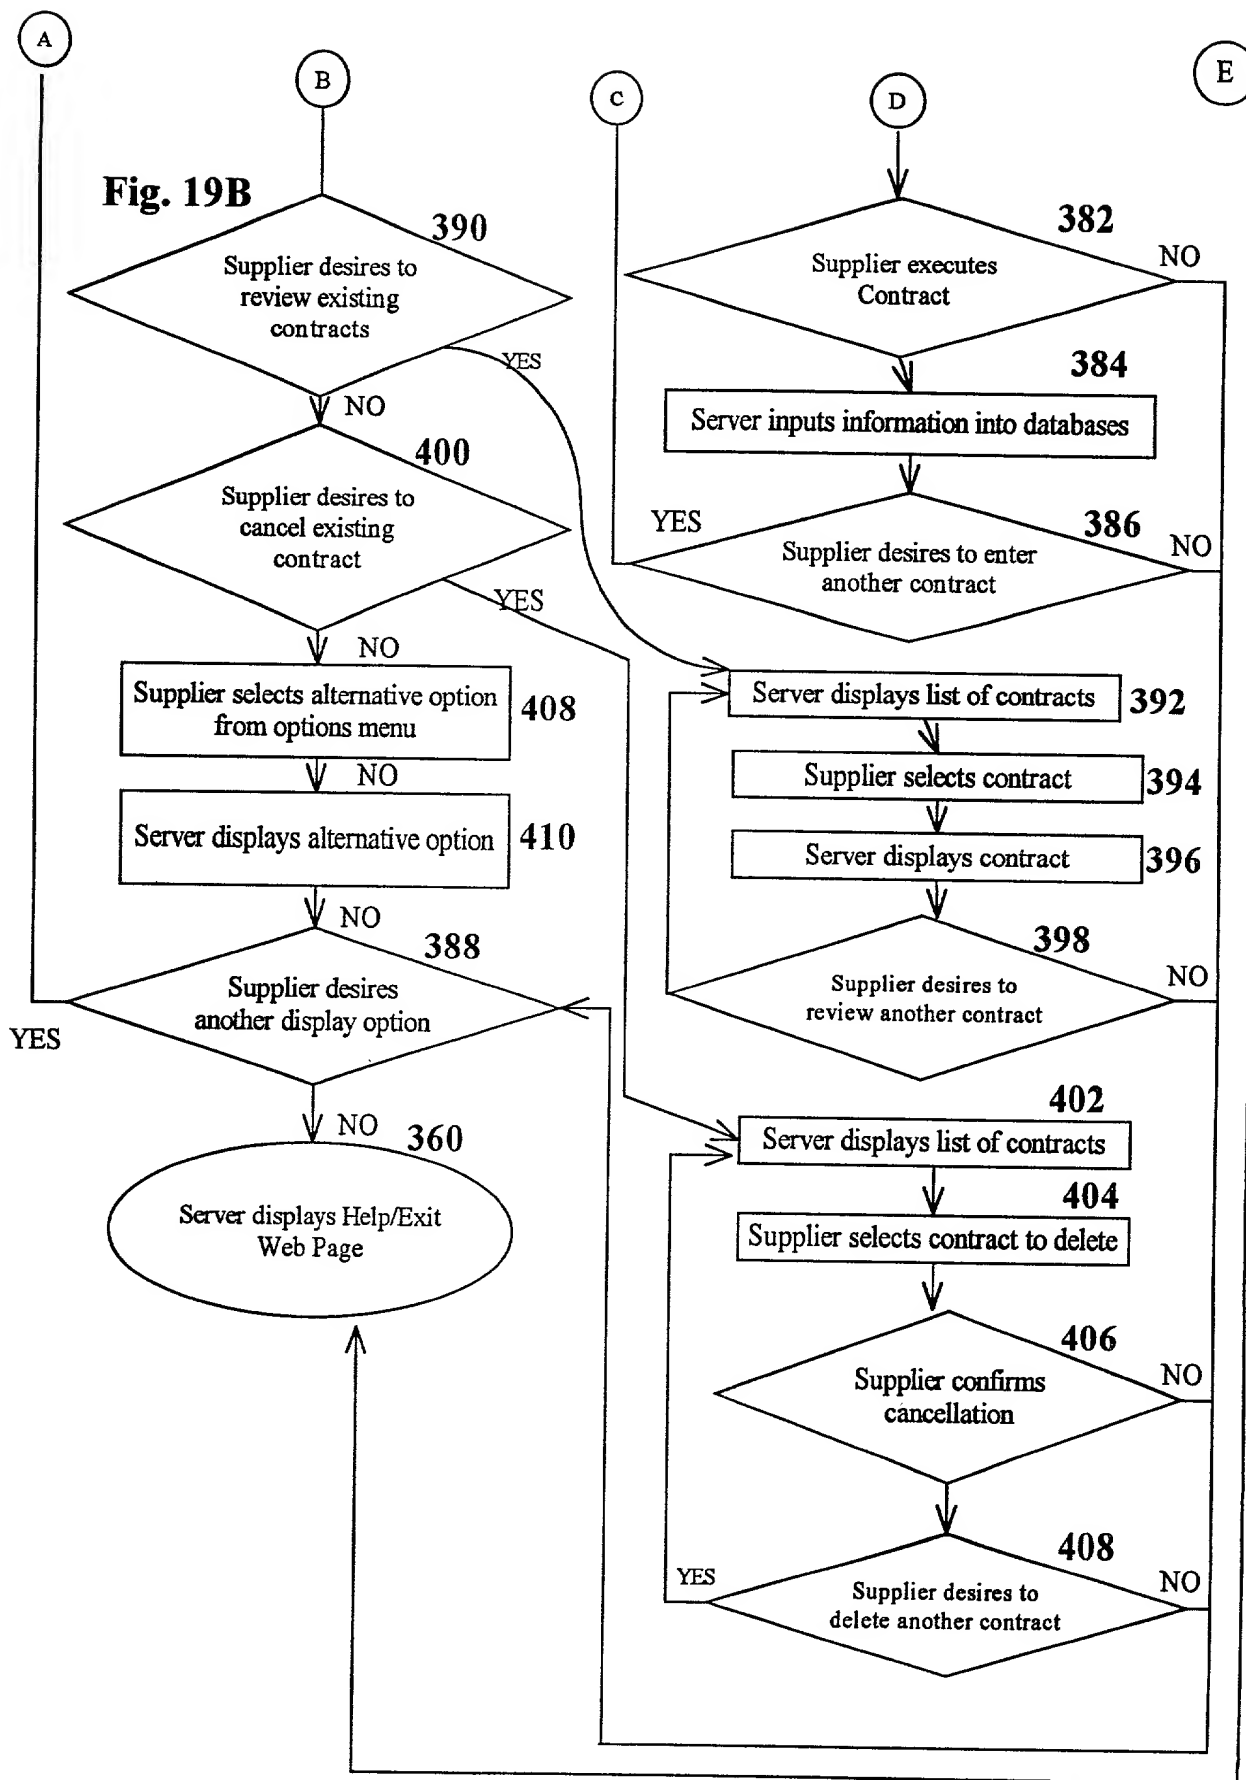 A
B
C
D
E
Fig. 19B
390
Supplier desires to
review existing
contracts
YES
NO
400
Supplier desires to
cancel existing
contract
YES
NO
Supplier selects alternative option
from options menu
408
NO
Server displays alternative option
410
NO
388
Supplier desires
another display option
YES
NO
360
Server displays Help/Exit
Web Page
382
Supplier executes
Contract
NO
384
Server inputs information into databases
YES
386
NO
Supplier desires to enter
another contract
Server displays list of contracts
392
Supplier selects contract
394
Server displays contract
396
398
NO
Supplier desires to
review another contract
402
Server displays list of contracts
404
Supplier selects contract to delete
406
NO
Supplier confirms
cancellation
408
YES
NO
Supplier desires to
delete another contract